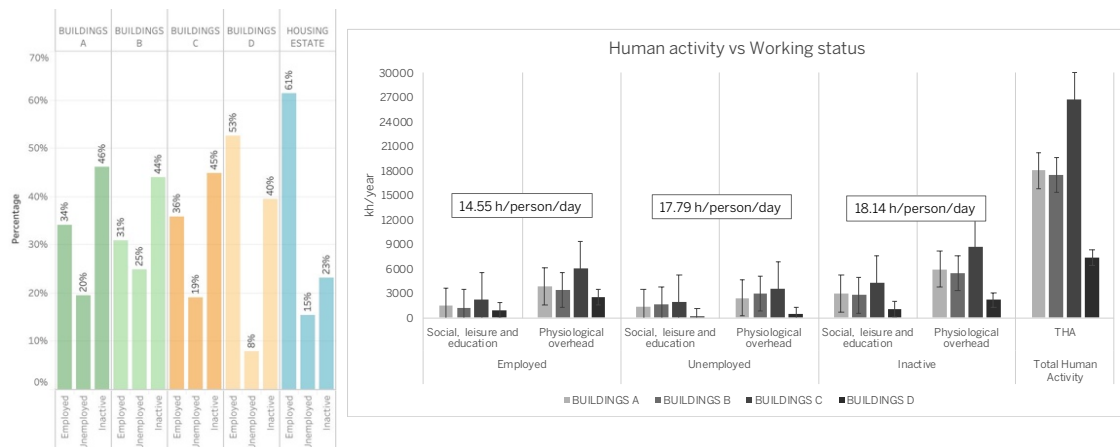 BUILDINGS A
BUILDINGS B
BUILDINGS C
BUILDINGS D
HOUSING ESTATE
70%
60%
50%
40%
30%
20%
10%
0%
Percentage
34%
20%
46%
31%
25%
44%
36%
19%
45%
53%
8%
40%
61%
15%
23%
Employed
Unemployed
Inactive
Employed
Unemployed
Inactive
Employed
Unemployed
Inactive
Employed
Unemployed
Inactive
Employed
Unemployed
Inactive
Human activity vs Working status
30000
27000
24000
21000
18000
15000
12000
9000
6000
3000
0
kh/year
14.55 h/person/day
17.79 h/person/day
18.14 h/person/day
Social, leisure and
education
Physiological
overhead
Social, leisure and
education
Physiological
overhead
Social, leisure and
education
Physiological
overhead
THA
Employed
Unemployed
Inactive
Total Human
Activity
BUILDINGS A
BUILDINGS B
BUILDINGS C
BUILDINGS D